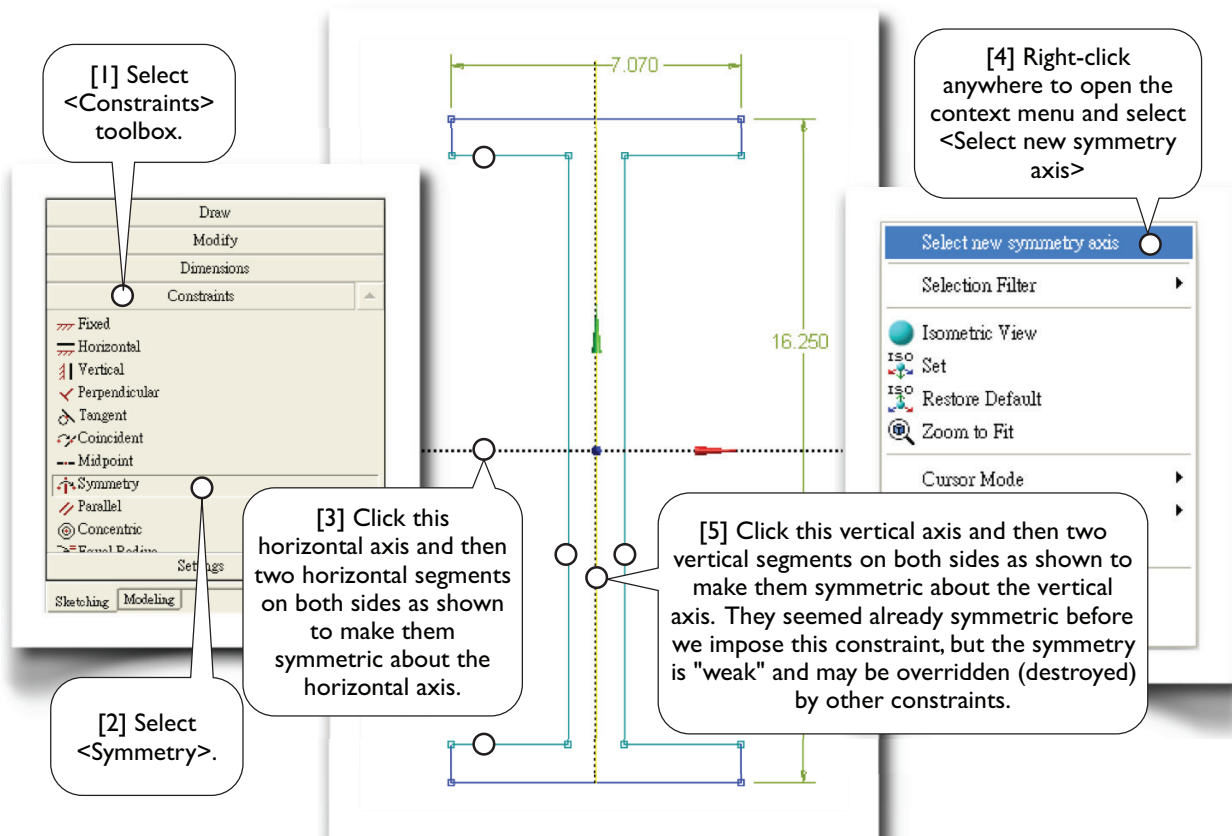 [1] Select
<Constraints>
toolbox.
Draw
Modify
Dimensions
Constraints
Fixed
Horizontal
Vertical
Perpendicular
Tangent
Coincident
Midpoint
Symmetry
Parallel
Concentric
Equal Radius
Settings
Sketching
Modeling
[2] Select
<Symmetry>.
7.070
16.250
[3] Click this
horizontal axis and then
two horizontal segments
on both sides as shown
to make them
symmetric about the
horizontal axis.
[4] Right-click
anywhere to open the
context menu and select
<Select new symmetry
axis>
Select new symmetry axis
Selection Filter
Isometric View
ISO
Set
ISO
Restore Default
Zoom to Fit
Cursor Mode
[5] Click this vertical axis and then two
vertical segments on both sides as shown to
make them symmetric about the vertical
axis. They seemed already symmetric before
we impose this constraint, but the symmetry
is "weak" and may be overridden (destroyed)
by other constraints.